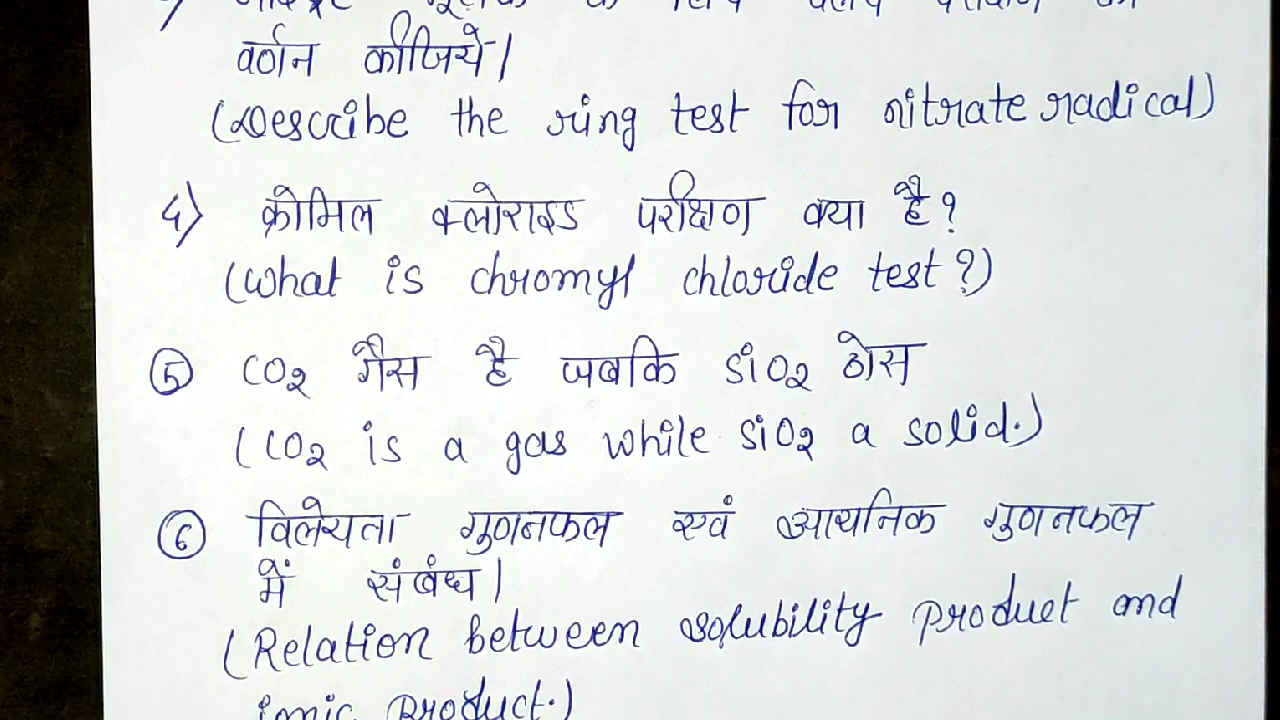 वर्णन कीजिये।
(Describe the ring test for nitrate radical)
4) क्रोमिल क्लोराइड परीक्षण क्या है?
(What is chromyl chloride test?)
5 CO2 गैस है जबकि SiO2 ठोस
(CO2 is a gas while SiO2 a solid.)
6 विलेयता गुणनफल एवं आयनिक गुणनफल
में संबंध।
(Relation between solubility product and
ionic product.)